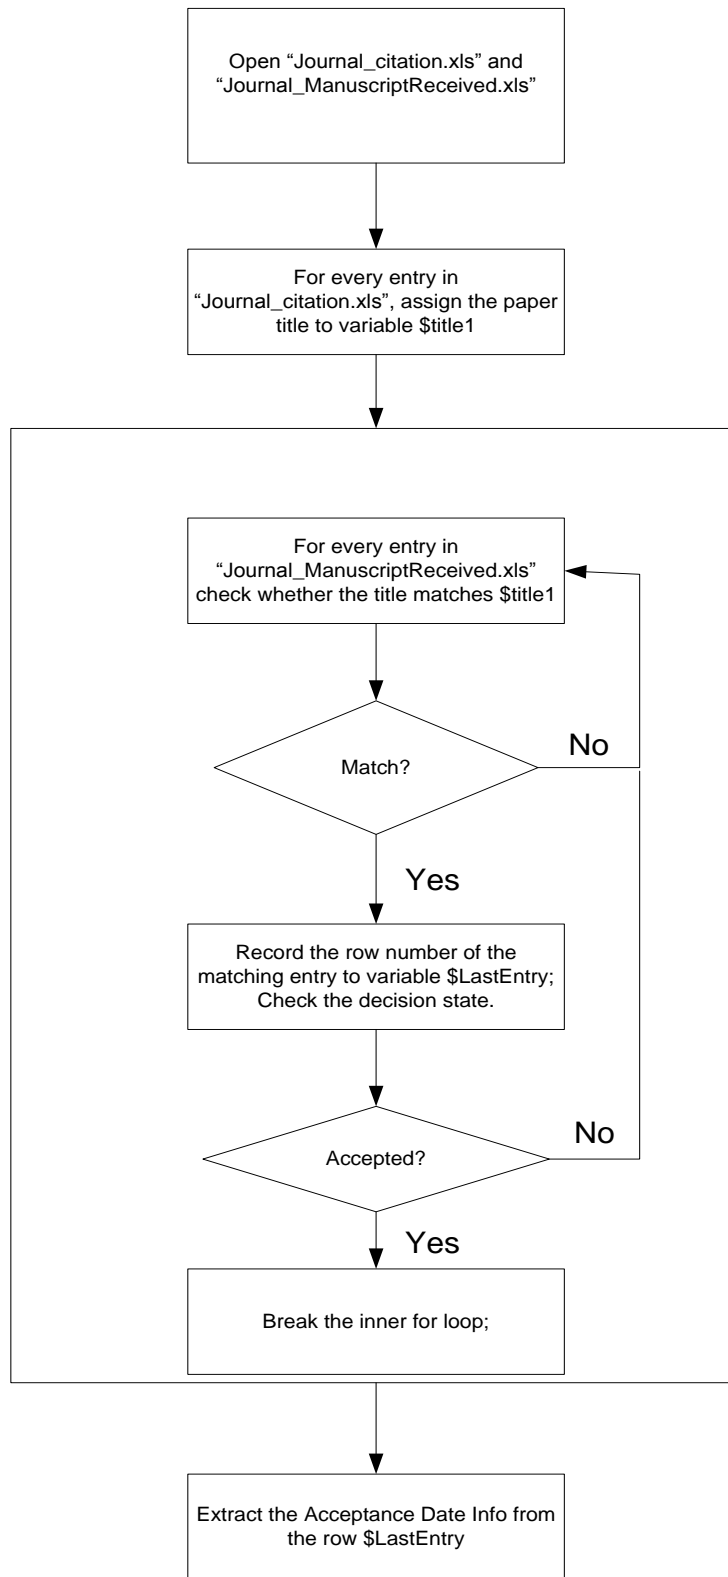 Open “Journal_citation.xls” and
“Journal_ManuscriptReceived.xls”
For every entry in
“Journal_citation.xls”, assign the paper
title to variable $title1
For every entry in
“Journal_ManuscriptReceived.xls”
check whether the title matches $title1
No
Match?
Yes
Record the row number of the
matching entry to variable $LastEntry;
Check the decision state.
No
Accepted?
Yes
Break the inner for loop;
Extract the Acceptance Date Info from
the row $LastEntry